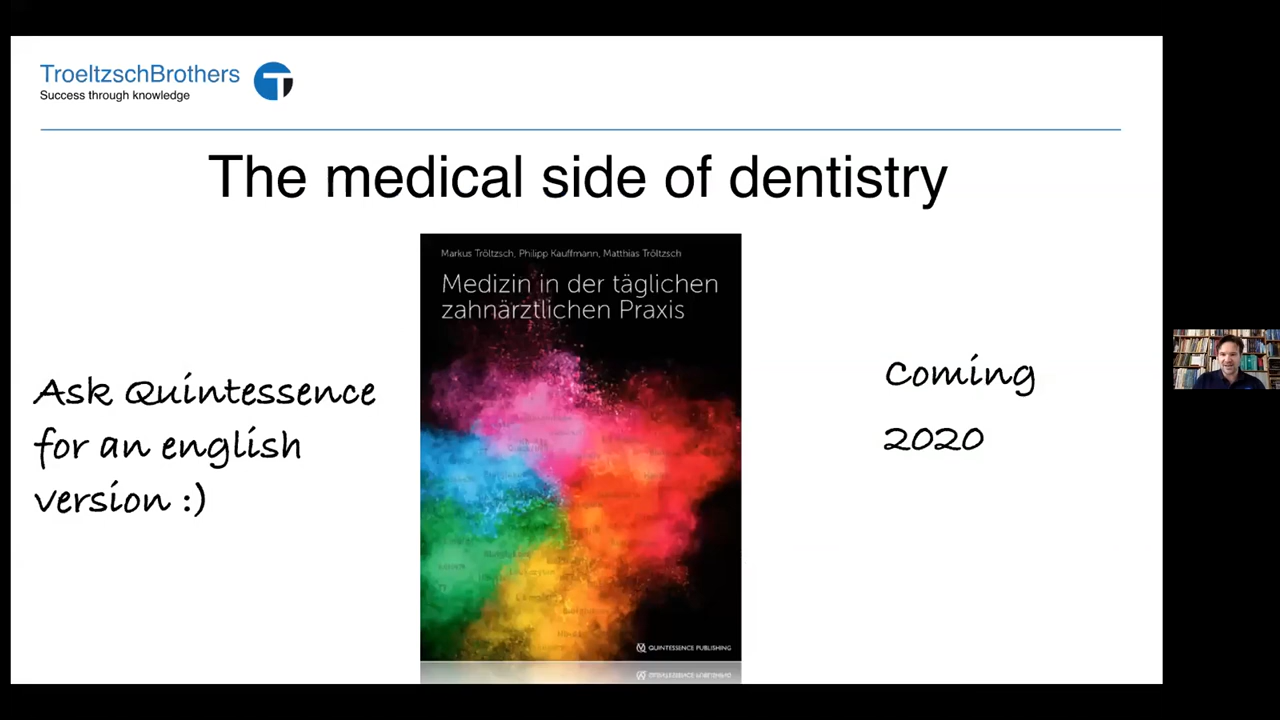 TroeltzschBrothers
Success through knowledge
T
The medical side of dentistry
Markus Tröltzsch, Philipp Kauffmann, Matthias Tröltzsch
Medizin in der täglichen
zahnärztlichen Praxis
Ask Quintessence
for an english
version :)
Coming
2020
QUINTESSENCE PUBLISHING